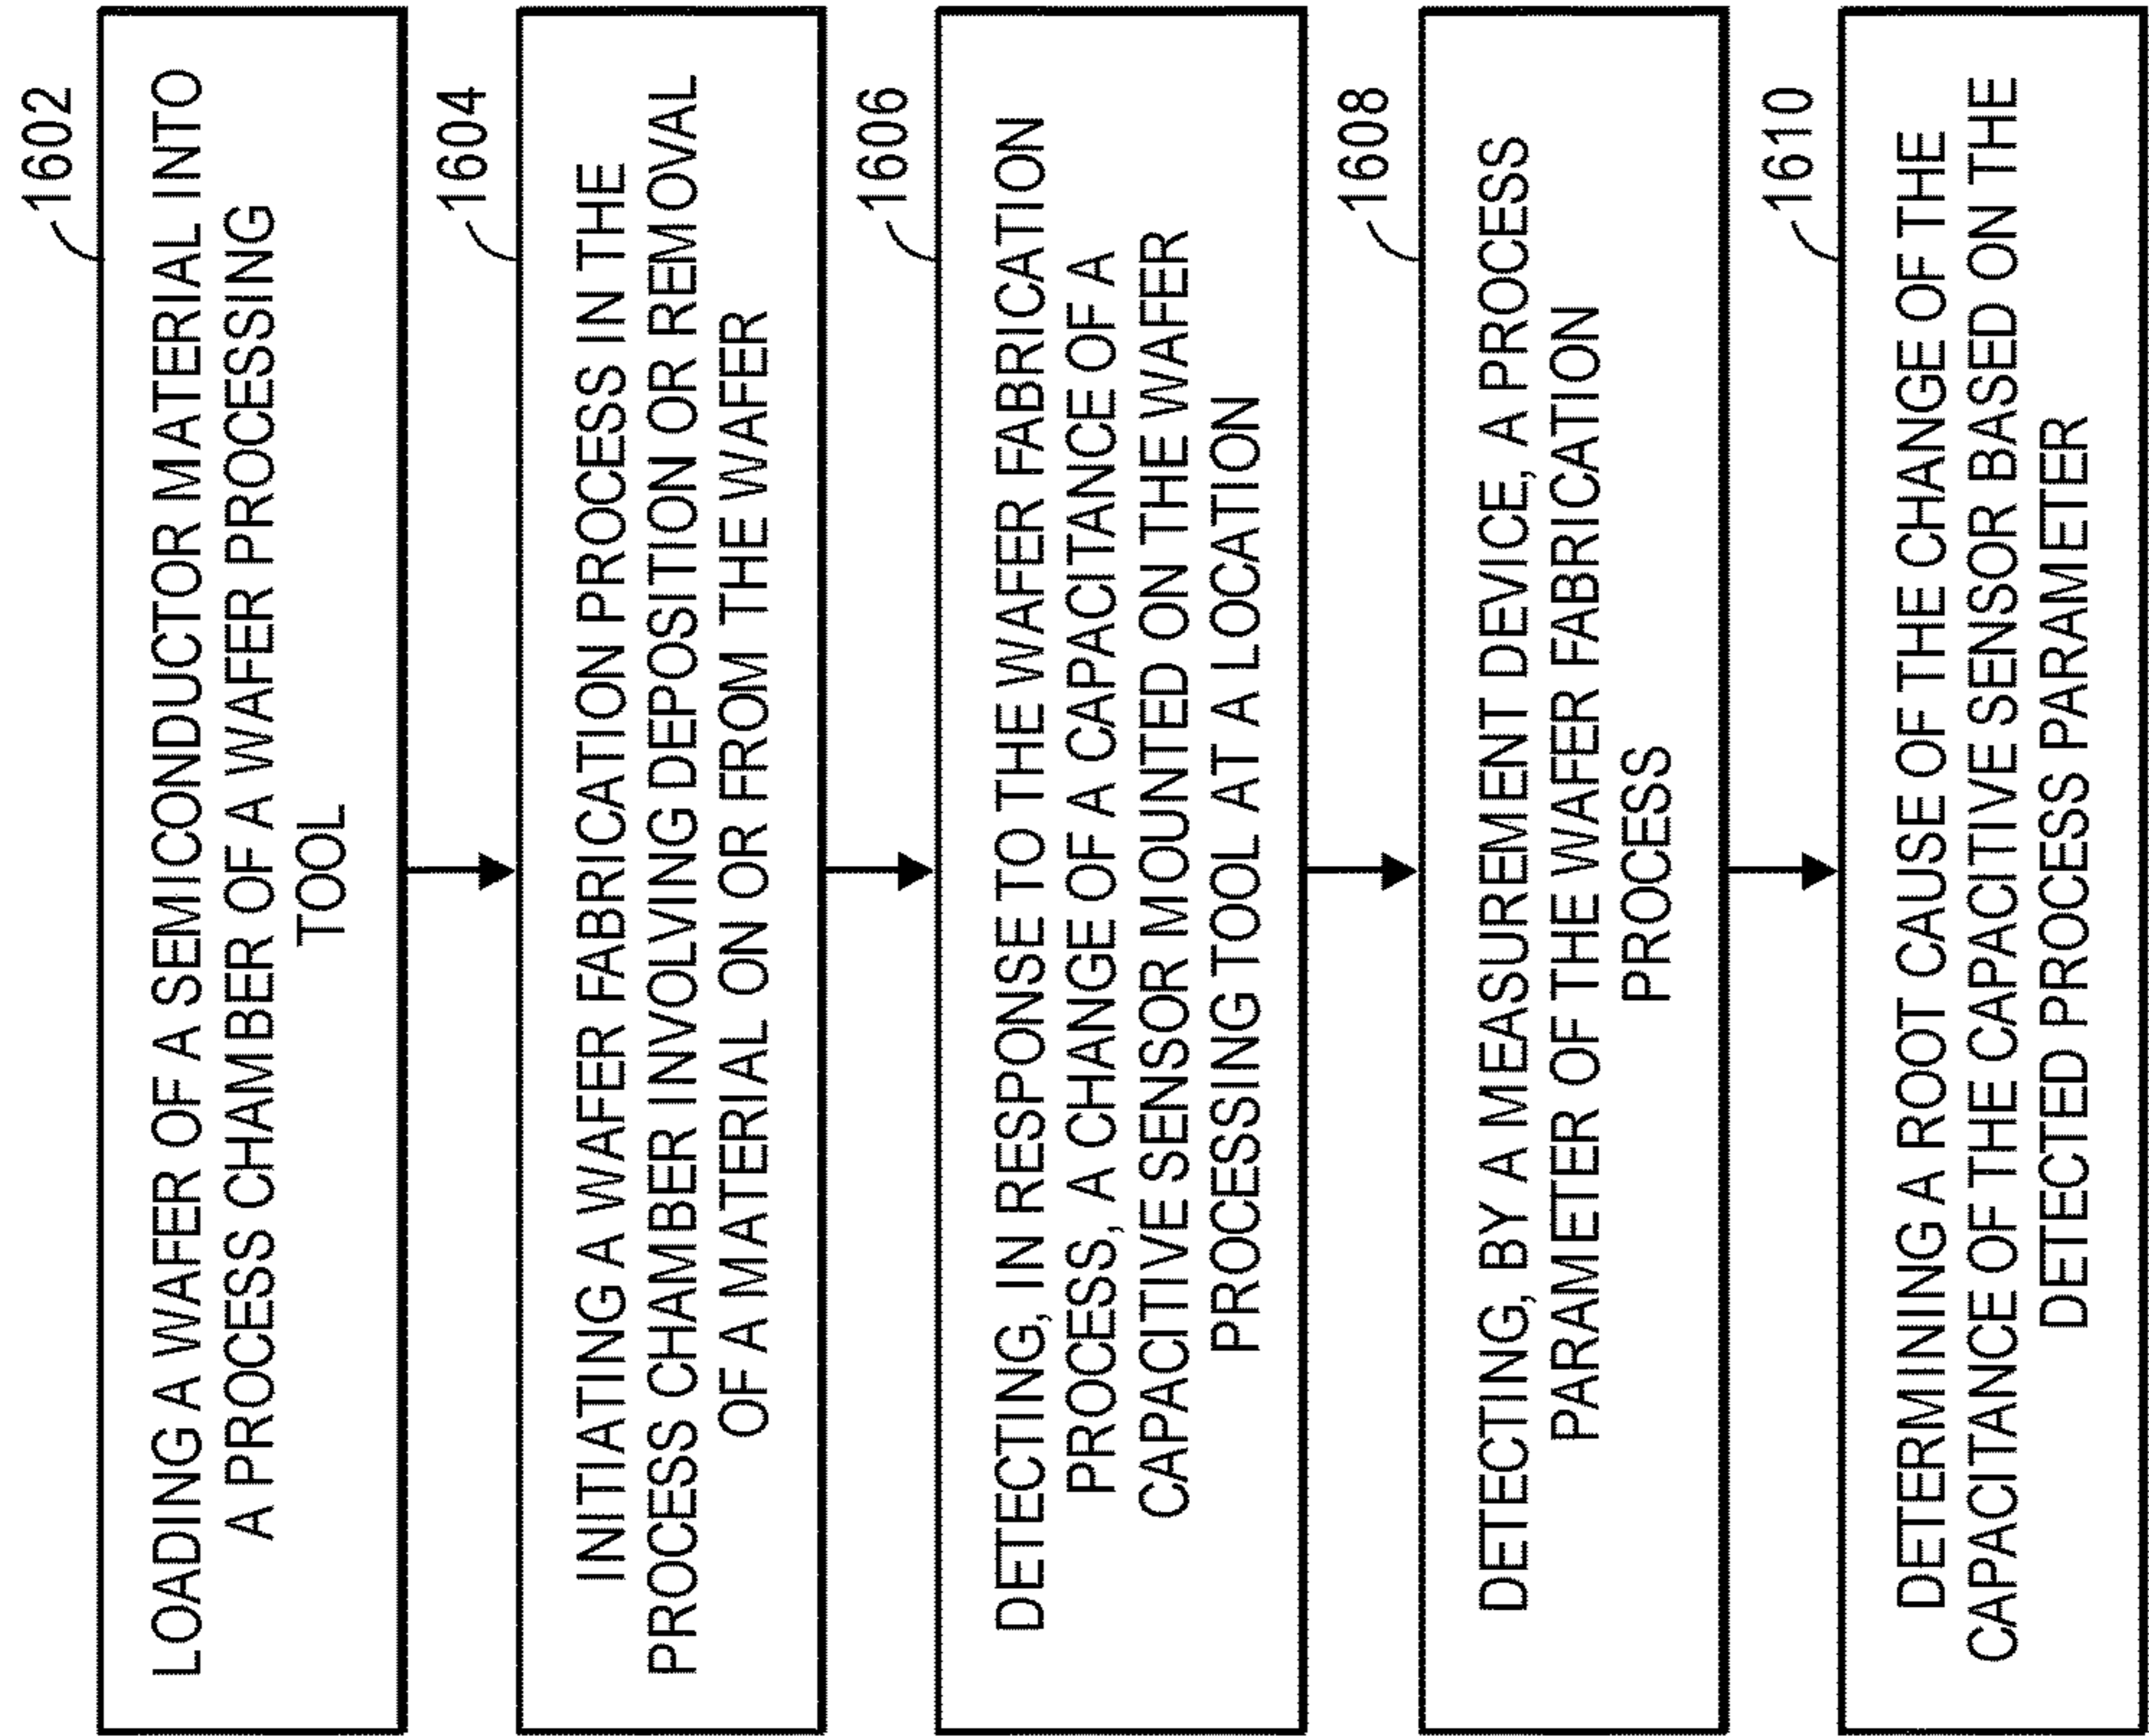 1602
LOADING A WAFER OF A SEMICONDUCTOR MATERIAL INTO
A PROCESS CHAMBER OF A WAFER PROCESSING
TOOL
1604
INITIATING A WAFER FABRICATION PROCESS IN THE
PROCESS CHAMBER INVOLVING DEPOSITION OR REMOVAL
OF A MATERIAL ON OR FROM THE WAFER
1606
DETECTING, IN RESPONSE TO THE WAFER FABRICATION
PROCESS, A CHANGE OF A CAPACITANCE OF A
CAPACITIVE SENSOR MOUNTED ON THE WAFER
PROCESSING TOOL AT A LOCATION
1608
DETECTING, BY A MEASUREMENT DEVICE, A PROCESS
PARAMETER OF THE WAFER FABRICATION
PROCESS
1610
DETERMINING A ROOT CAUSE OF THE CHANGE OF THE
CAPACITANCE OF THE CAPACITIVE SENSOR BASED ON THE
DETECTED PROCESS PARAMETER